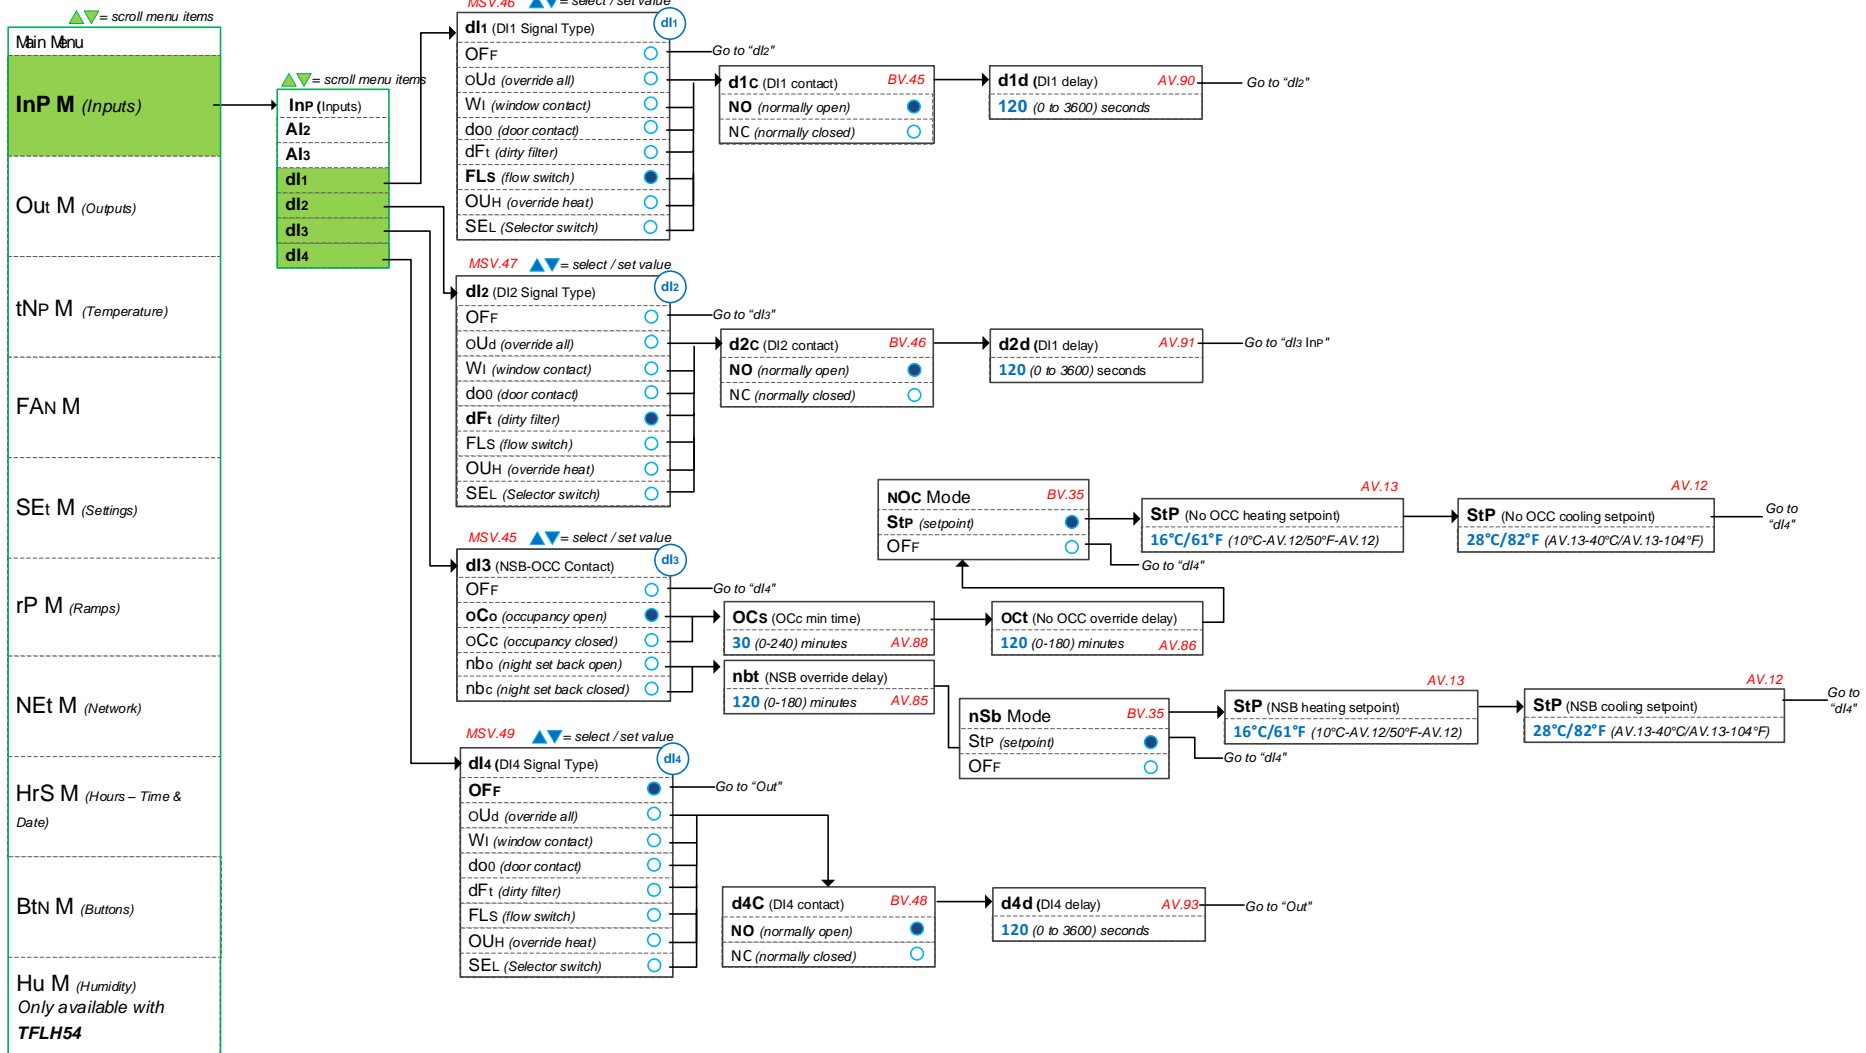 = scroll menu items
Main Menu
InP M (Inputs)
Out M (Outputs)
tNP M (Temperature)
FAN M
SEt M (Settings)
rP M (Ramps)
NEt M (Network)
HrS M (Hours – Time &
Date)
BtN M (Buttons)
Hu M (Humidity)
Only available with
TFLH54
= scroll menu items
InP (Inputs)
AI2
AI3
dI1
dI2
dI3
dI4
MSV.46 = select / set value
dI1 (DI1 Signal Type) dI1
OFF Go to “dI2”
oUd (override all)
WI (window contact)
do0 (door contact)
dFt (dirty filter)
FLs (flow switch)
OUH (override heat)
SEL (Selector switch)
d1c (DI1 contact) BV.45
NO (normally open)
NC (normally closed)
d1d (DI1 delay) AV.90 Go to “dI2”
120 (0 to 3600) seconds
MSV.47 = select / set value
dI2 (DI2 Signal Type) dI2
OFF Go to “dI3”
oUd (override all)
WI (window contact)
do0 (door contact)
dFt (dirty filter)
FLs (flow switch)
OUH (override heat)
SEL (Selector switch)
d2c (DI2 contact) BV.46
NO (normally open)
NC (normally closed)
d2d (DI1 delay) AV.91 Go to “dI3 InP”
120 (0 to 3600) seconds
MSV.45 = select / set value
dI3 (NSB-OCC Contact) dI3
OFF Go to “dI4”
oCo (occupancy open)
oCc (occupancy closed)
nbo (night set back open)
nbc (night set back closed)
OCs (OCc min time)
30 (0-240) minutes AV.88
OCt (No OCC override delay)
120 (0-180) minutes AV.86
NOC Mode BV.35
StP (setpoint)
OFF Go to “dI4”
AV.13
StP (No OCC heating setpoint)
16°C/61°F (10°C-AV.12/50°F-AV.12)
AV.12
StP (No OCC cooling setpoint)
28°C/82°F (AV.13-40°C/AV.13-104°F)
Go to
“dI4”
nbt (NSB override delay)
120 (0-180) minutes AV.85
nSb Mode BV.35
StP (setpoint)
OFF Go to “dI4”
AV.13
StP (NSB heating setpoint)
16°C/61°F (10°C-AV.12/50°F-AV.12)
AV.12
StP (NSB cooling setpoint)
28°C/82°F (AV.13-40°C/AV.13-104°F)
Go to
“dI4”
MSV.49 = select / set value
dI4 (DI4 Signal Type) dI4
OFF Go to “Out”
oUd (override all)
WI (window contact)
do0 (door contact)
dFt (dirty filter)
FLs (flow switch)
OUH (override heat)
SEL (Selector switch)
d4C (DI4 contact) BV.48
NO (normally open)
NC (normally closed)
d4d (DI4 delay) AV.93 Go to “Out”
120 (0 to 3600) seconds